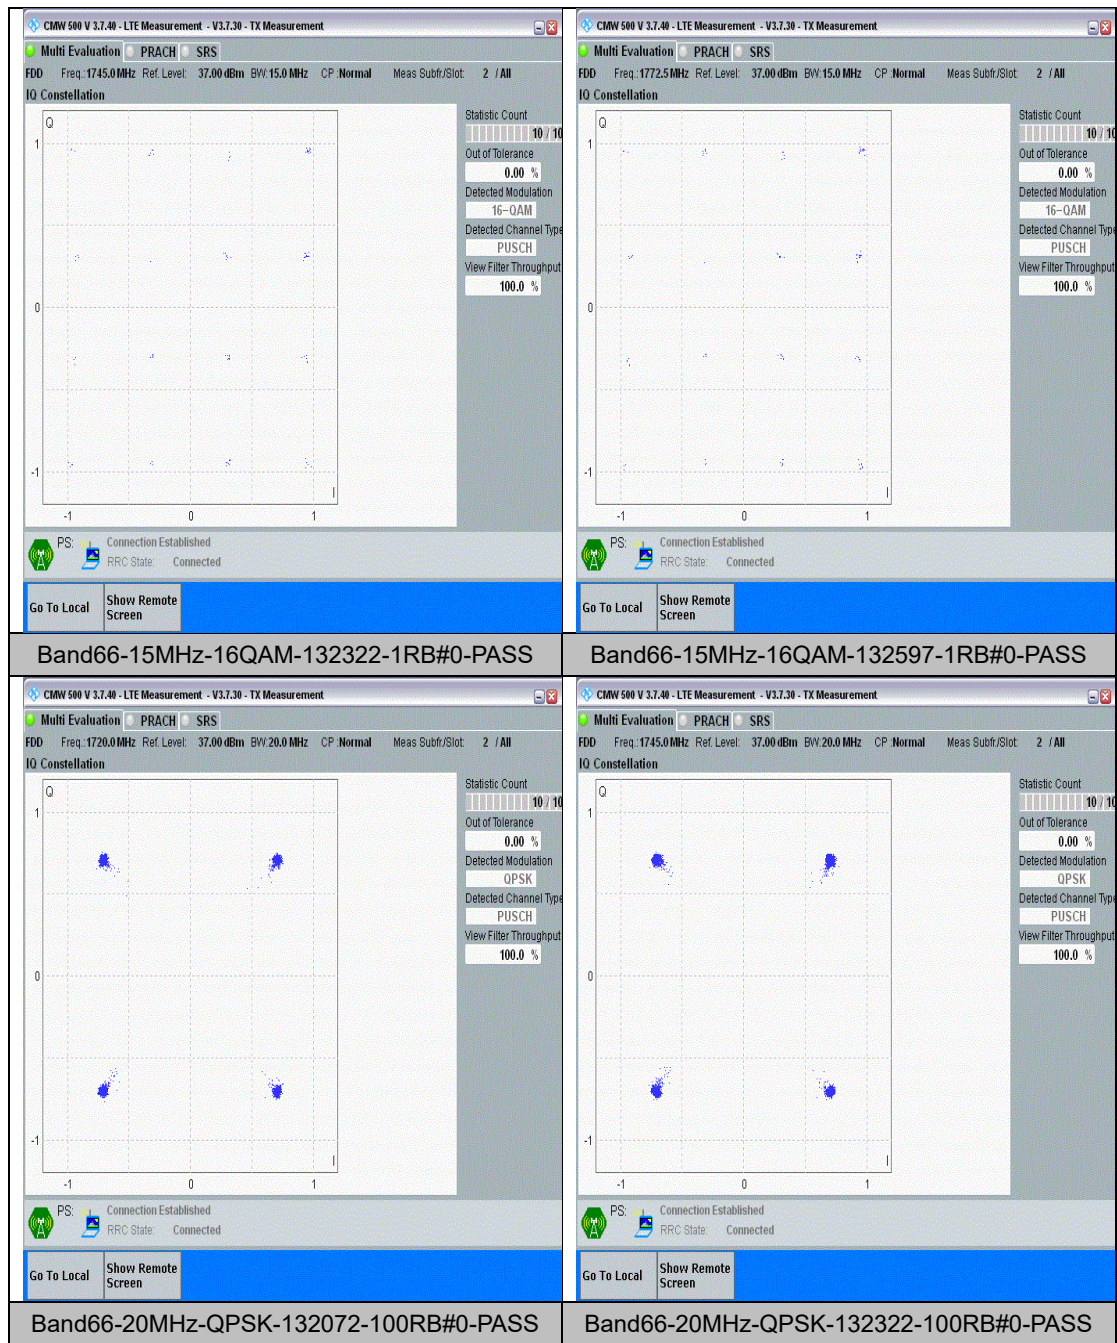 CMW 500 V 3.7.40 - LTE Measurement - V3.7.30 - TX Measurement
Multi Evaluation PRACH SRS
FDD Freq.:1745.0 MHz Ref. Level: 37.00 dBm BW:15.0 MHz CP :Normal Meas Subfr./Slot: 2 / All
IQ Constellation
Q
Statistic Count
10 / 10
Out of Tolerance
0.00 %
Detected Modulation
16-QAM
Detected Channel Type
PUSCH
View Filter Throughput
100.0 %
1
0
-1
I
-1 0 1
PS: Connection Established
RRC State: Connected
Go To Local Show Remote
Screen
Band66-15MHz-16QAM-132322-1RB#0-PASS
CMW 500 V 3.7.40 - LTE Measurement - V3.7.30 - TX Measurement
Multi Evaluation PRACH SRS
FDD Freq.:1772.5 MHz Ref. Level: 37.00 dBm BW:15.0 MHz CP :Normal Meas Subfr./Slot: 2 / All
IQ Constellation
Q
Statistic Count
10 / 10
Out of Tolerance
0.00 %
Detected Modulation
16-QAM
Detected Channel Type
PUSCH
View Filter Throughput
100.0 %
1
0
-1
I
-1 0 1
PS: Connection Established
RRC State: Connected
Go To Local Show Remote
Screen
Band66-15MHz-16QAM-132597-1RB#0-PASS
CMW 500 V 3.7.40 - LTE Measurement - V3.7.30 - TX Measurement
Multi Evaluation PRACH SRS
FDD Freq.:1720.0 MHz Ref. Level: 37.00 dBm BW:20.0 MHz CP :Normal Meas Subfr./Slot: 2 / All
IQ Constellation
Q
Statistic Count
10 / 10
Out of Tolerance
0.00 %
Detected Modulation
QPSK
Detected Channel Type
PUSCH
View Filter Throughput
100.0 %
1
0
-1
I
-1 0 1
PS: Connection Established
RRC State: Connected
Go To Local Show Remote
Screen
Band66-20MHz-QPSK-132072-100RB#0-PASS
CMW 500 V 3.7.40 - LTE Measurement - V3.7.30 - TX Measurement
Multi Evaluation PRACH SRS
FDD Freq.:1745.0 MHz Ref. Level: 37.00 dBm BW:20.0 MHz CP :Normal Meas Subfr./Slot: 2 / All
IQ Constellation
Q
Statistic Count
10 / 10
Out of Tolerance
0.00 %
Detected Modulation
QPSK
Detected Channel Type
PUSCH
View Filter Throughput
100.0 %
1
0
-1
I
-1 0 1
PS: Connection Established
RRC State: Connected
Go To Local Show Remote
Screen
Band66-20MHz-QPSK-132322-100RB#0-PASS